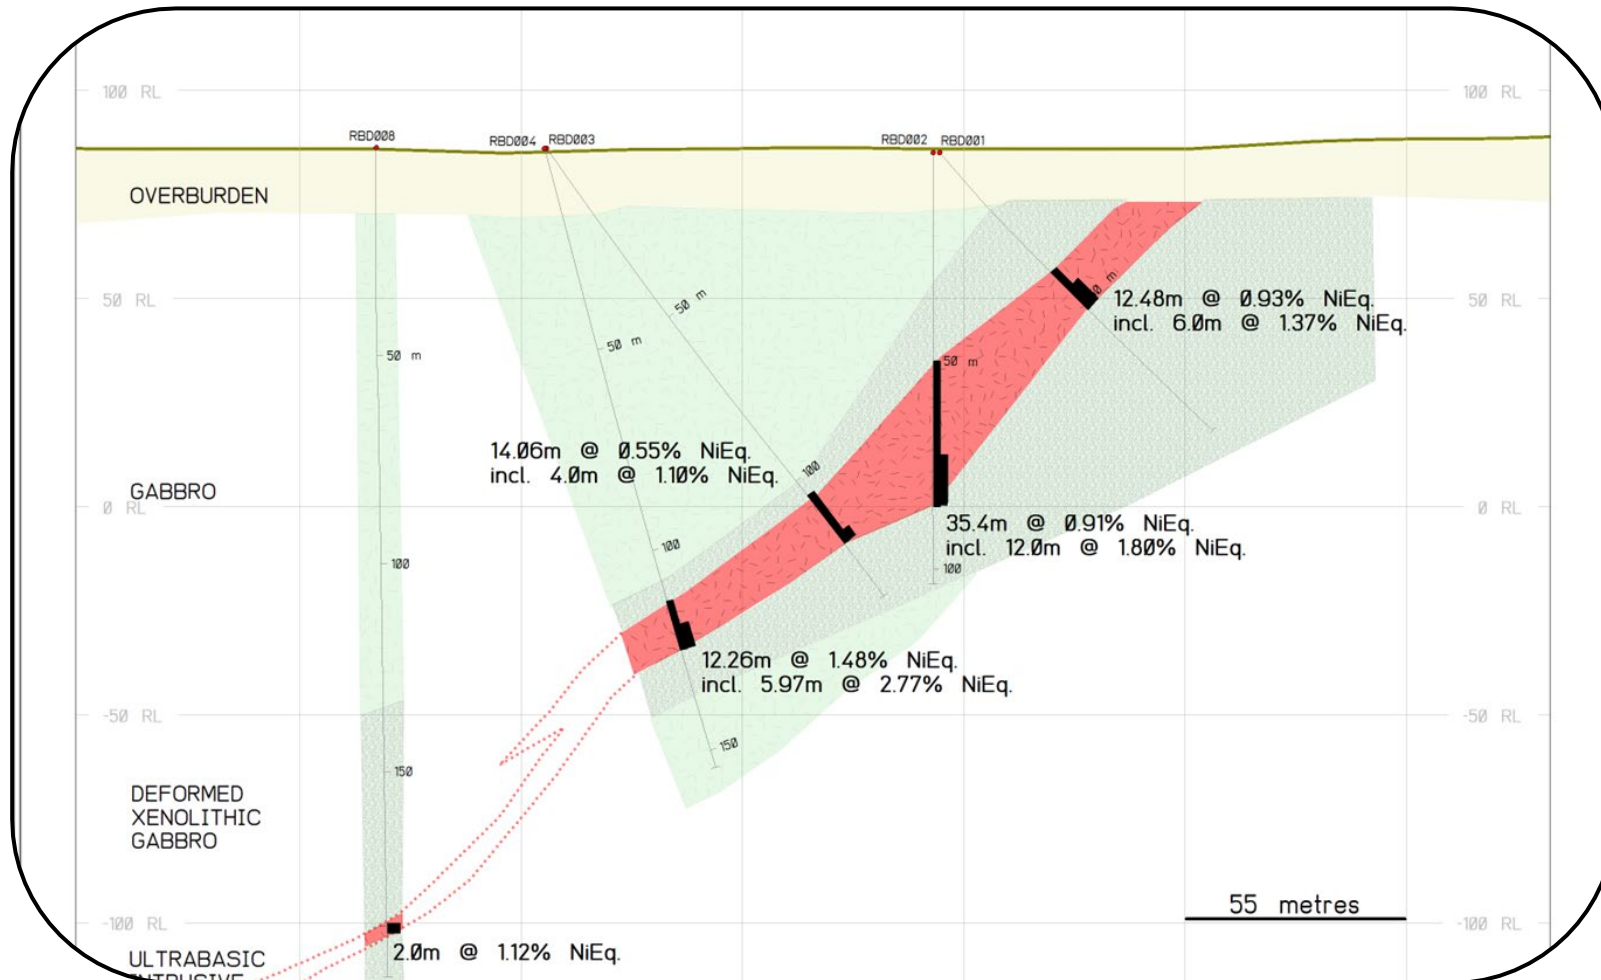 100 RL
100 RL
RBD008
RBD004
RBD003
RBD002
RBD001
OVERBURDEN
50 RL
50 m
50 m
50 m
50 m
50 RL
12.48m @ 0.93% NiEq.
incl. 6.0m @ 1.37% NiEq.
14.06m @ 0.55% NiEq.
incl. 4.0m @ 1.10% NiEq.
100
GABBRO
0 RL
0 RL
35.4m @ 0.91% NiEq.
incl. 12.0m @ 1.80% NiEq.
100
100
100
12.26m @ 1.48% NiEq.
incl. 5.97m @ 2.77% NiEq.
-50 RL
-50 RL
150
150
DEFORMED
XENOLITHIC
GABBRO
55 metres
-100 RL
-100 RL
2.0m @ 1.12% NiEq.
ULTRABASIC
INTRUSIVE